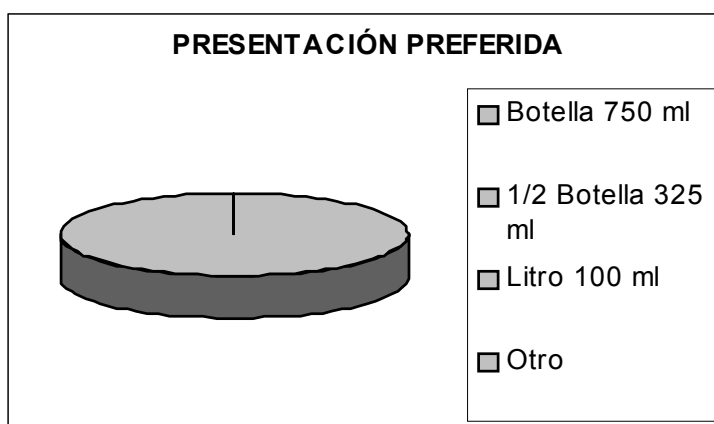 PRESENTACIÓN PREFERIDA
Botella 750 ml
1/2 Botella 325
ml
Litro 100 ml
Otro